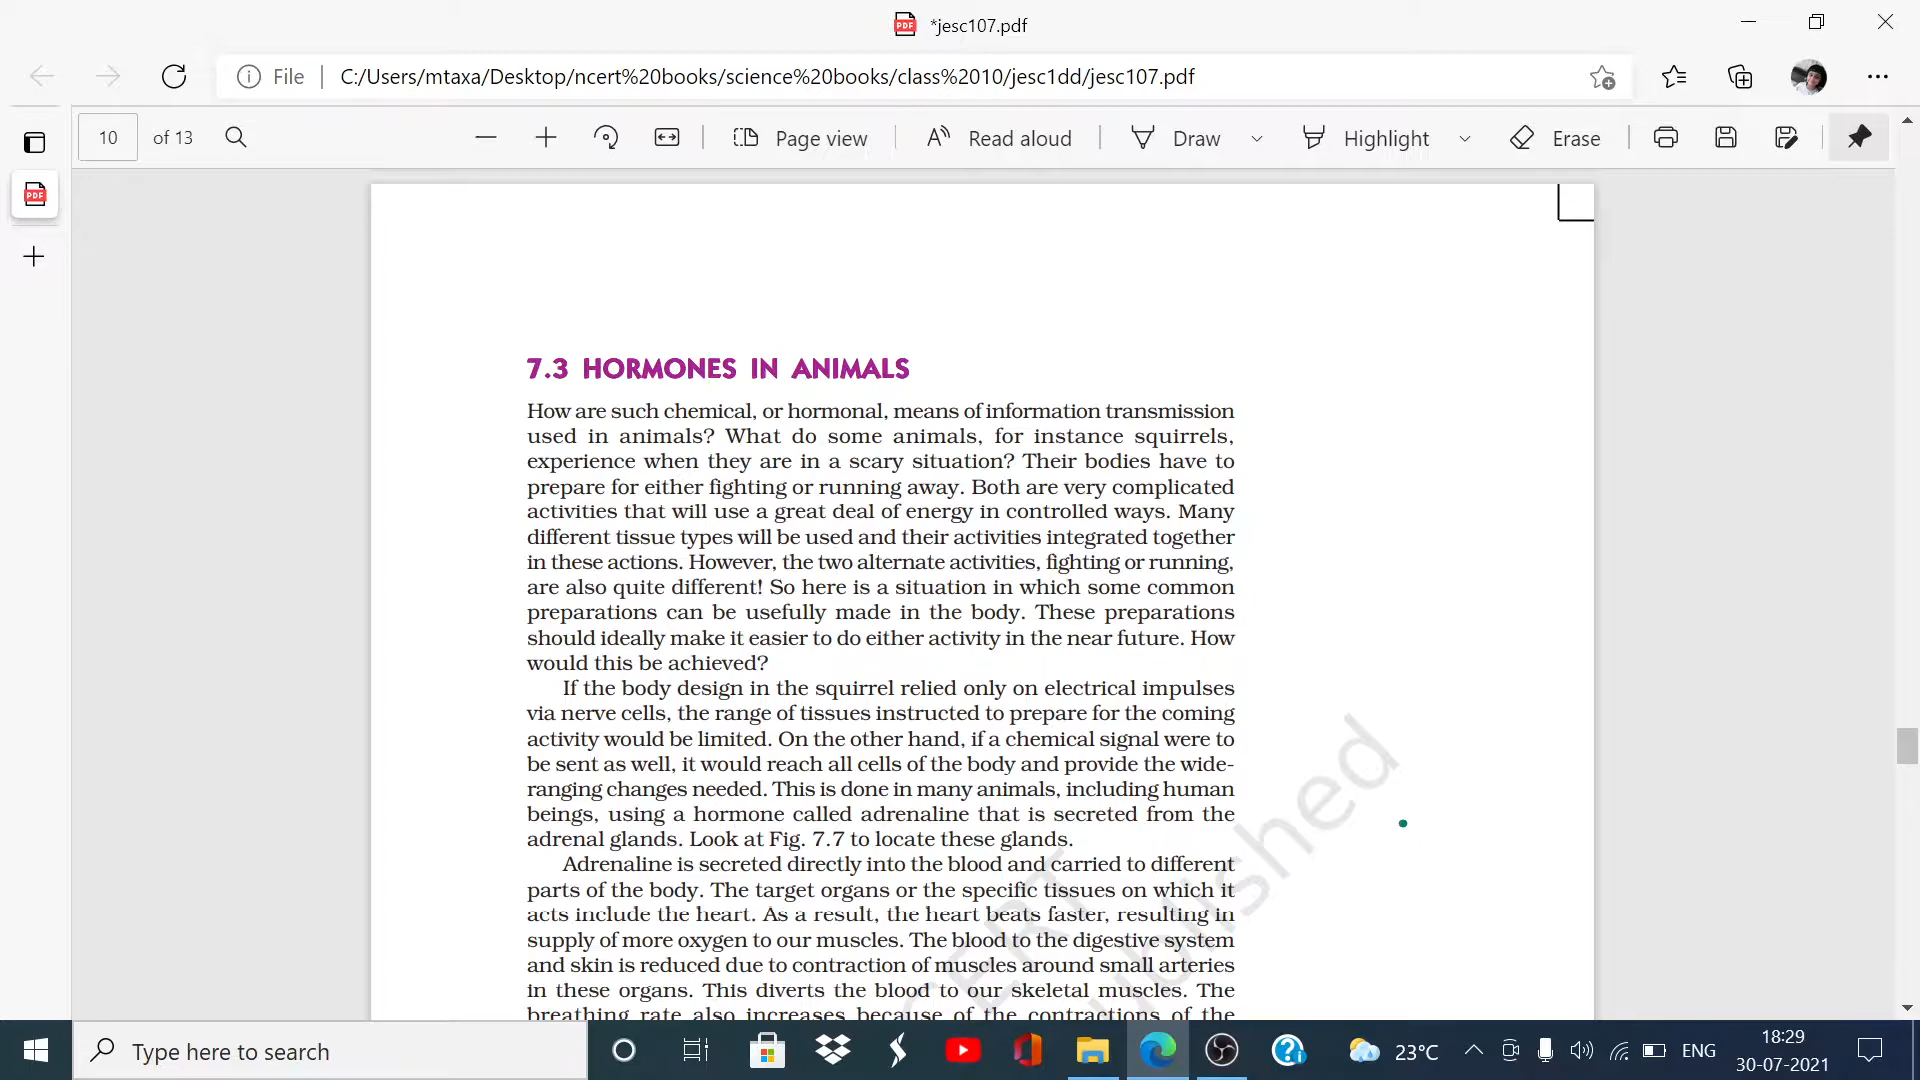 *jesc107.pdf
File
C:/Users/mtaxa/Desktop/ncert%20books/science%20books/class%2010/jesc1dd/jesc107.pdf
10 of 13
Page view
Read aloud
Draw
Highlight
Erase
7.3 HORMONES IN ANIMALS
How are such chemical, or hormonal, means of information transmission
used in animals? What do some animals, for instance squirrels,
experience when they are in a scary situation? Their bodies have to
prepare for either fighting or running away. Both are very complicated
activities that will use a great deal of energy in controlled ways. Many
different tissue types will be used and their activities integrated together
in these actions. However, the two alternate activities, fighting or running,
are also quite different! So here is a situation in which some common
preparations can be usefully made in the body. These preparations
should ideally make it easier to do either activity in the near future. How
would this be achieved?
If the body design in the squirrel relied only on electrical impulses
via nerve cells, the range of tissues instructed to prepare for the coming
activity would be limited. On the other hand, if a chemical signal were to
be sent as well, it would reach all cells of the body and provide the wide-
ranging changes needed. This is done in many animals, including human
beings, using a hormone called adrenaline that is secreted from the
adrenal glands. Look at Fig. 7.7 to locate these glands.
Adrenaline is secreted directly into the blood and carried to different
parts of the body. The target organs or the specific tissues on which it
acts include the heart. As a result, the heart beats faster, resulting in
supply of more oxygen to our muscles. The blood to the digestive system
and skin is reduced due to contraction of muscles around small arteries
in these organs. This diverts the blood to our skeletal muscles. The
breathing rate also increases because of the contractions of the
Type here to search
23°C
ENG
18:29
30-07-2021